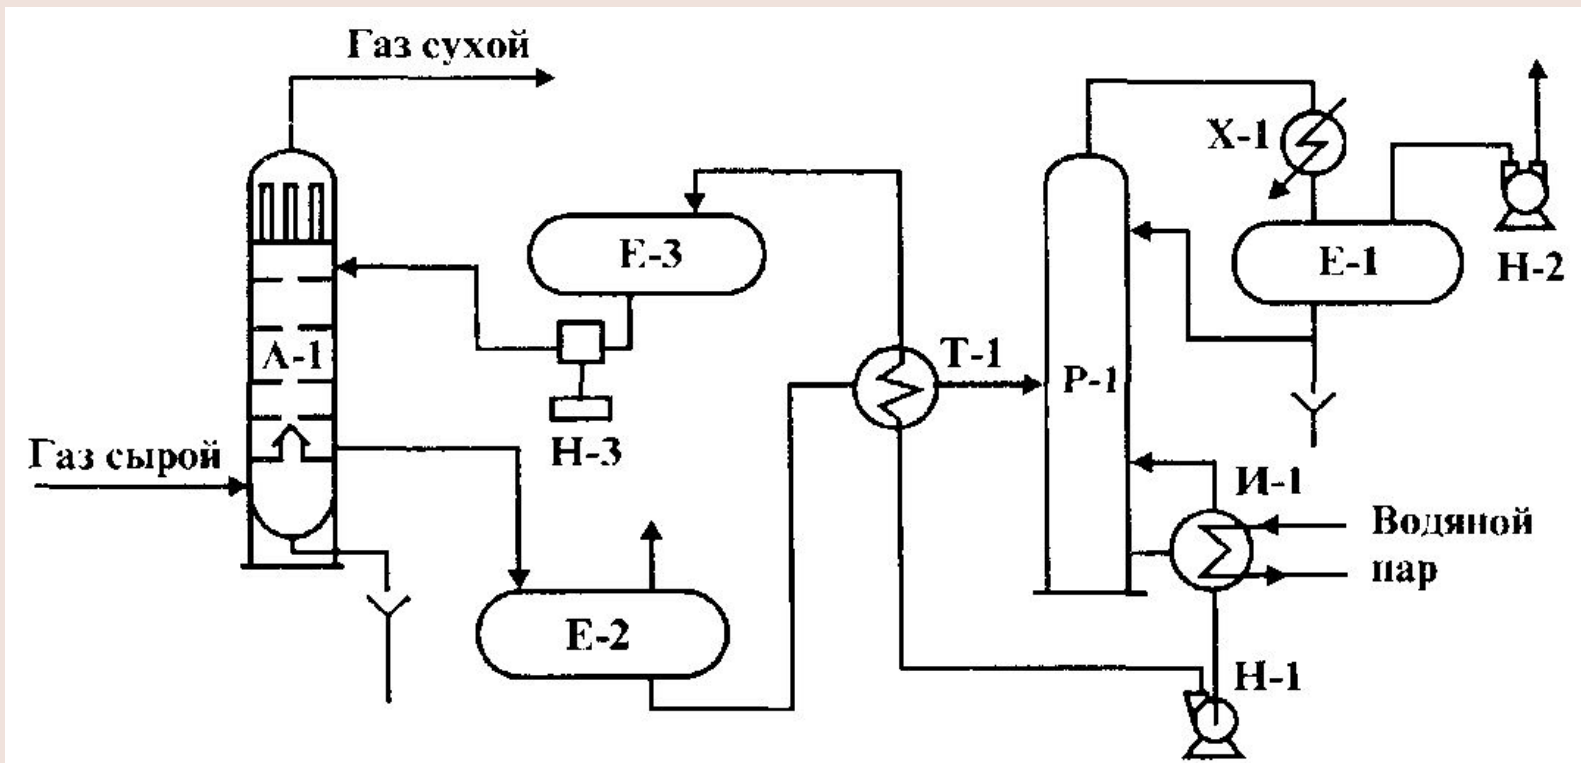 Газ сухой
Х-1
Е-3
Е-1
Н-2
А-1
Т-1
Р-1
Н-3
Газ сырой
И-1
Водяной
пар
Е-2
Н-1